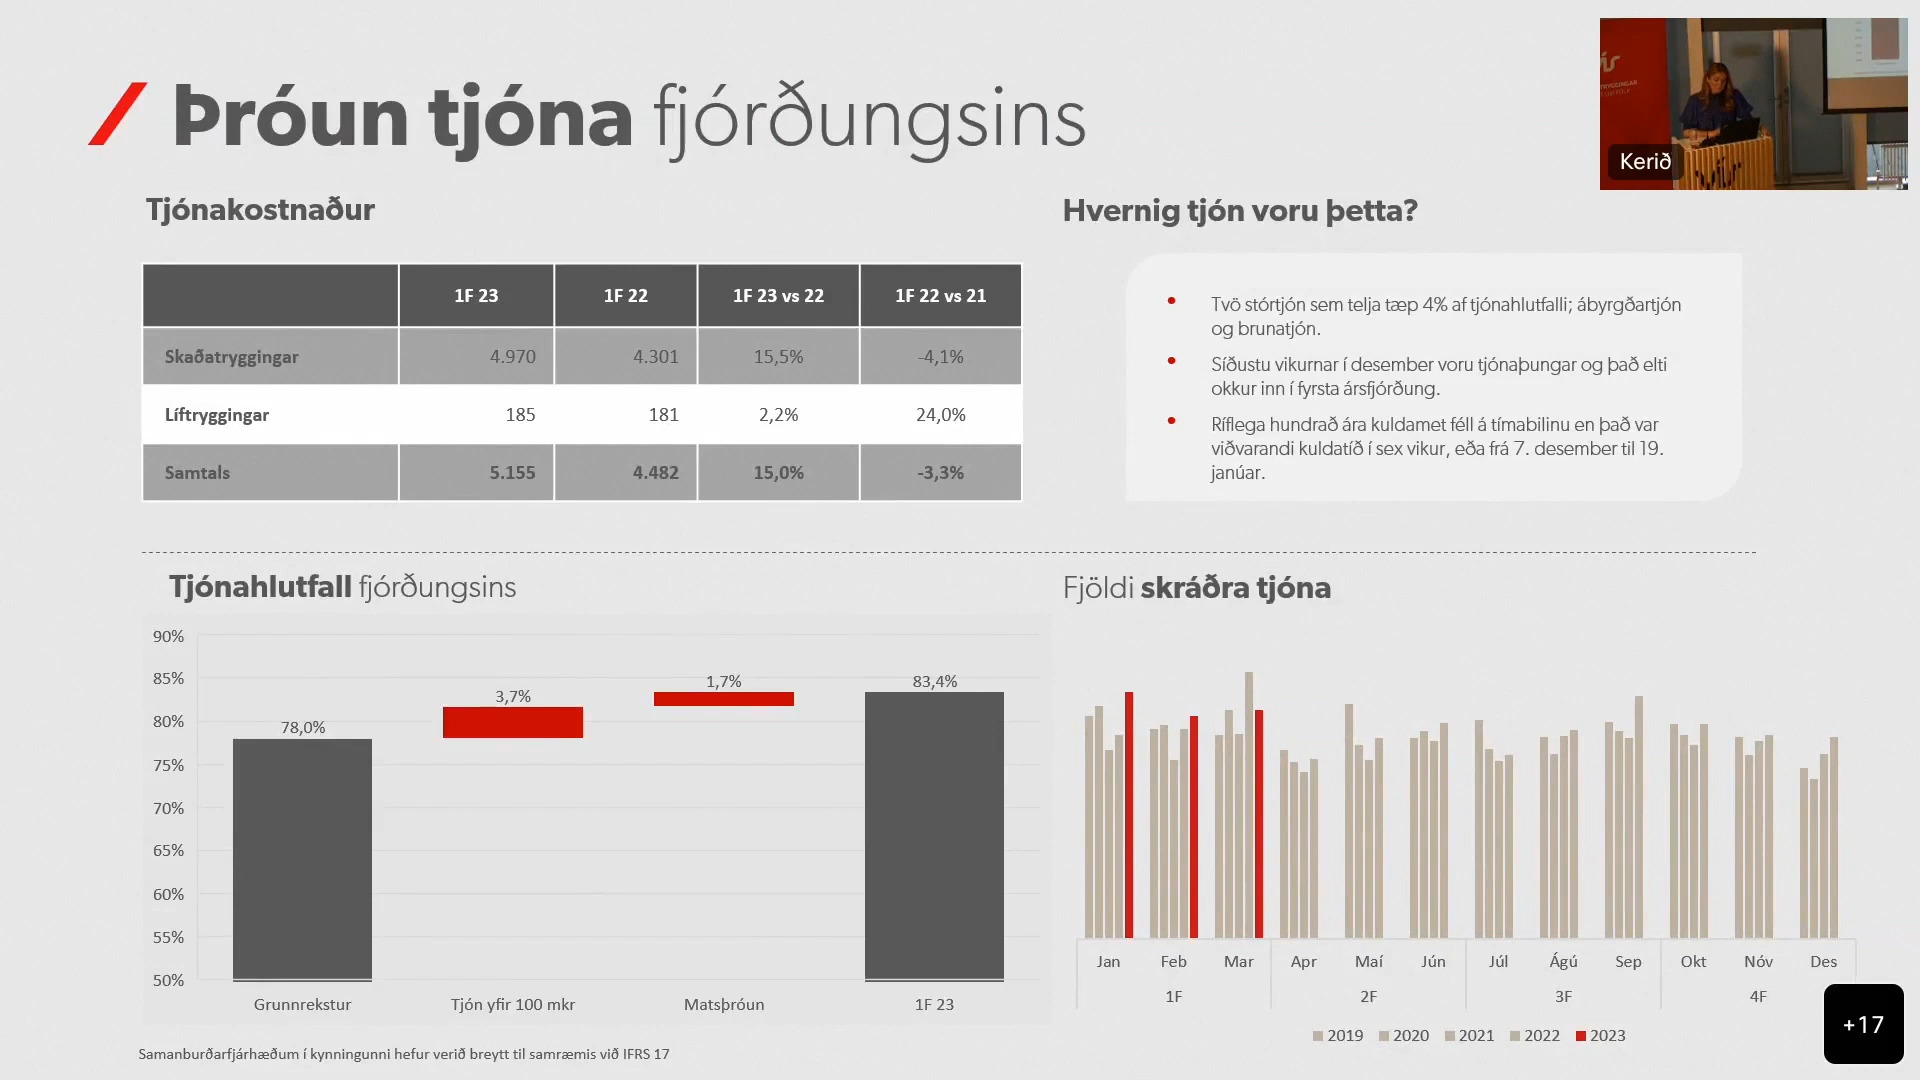 Þróun tjóna fjórðungsins
Kerið
Tjónakostnaður
1F 23 1F 22 1F 23 vs 22 1F 22 vs 21
Skaðatryggingar 4.970 4.301 15,5% -4,1%
Líftryggingar 185 181 2,2% 24,0%
Samtals 5.155 4.482 15,0% -3,3%
Hvernig tjón voru þetta?
• Tvö stórtjón sem telja tæp 4% af tjónahlutfalli; ábyrgðartjón
og brunatjón.
• Síðustu vikurnar í desember voru tjónaþungar og það elti
okkur inn í fyrsta ársfjórðung.
• Ríflega hundrað ára kuldamet féll á tímabilinu en það var
viðvarandi kuldatíð í sex vikur, eða frá 7. desember til 19.
janúar.
Tjónahlutfall fjórðungsins
90%
85%
80%
75%
70%
65%
60%
55%
50%
78,0%
3,7%
1,7%
83,4%
Grunnrekstur Tjón yfir 100 mkr Matsþróun 1F 23
Fjöldi skráðra tjóna
Jan Feb Mar Apr Maí Jún Júl Ágú Sep Okt Nóv Des
1F 2F 3F 4F
2019 2020 2021 2022 2023
+17
Samanburðarfjárhæðum í kynningunni hefur verið breytt til samræmis við IFRS 17